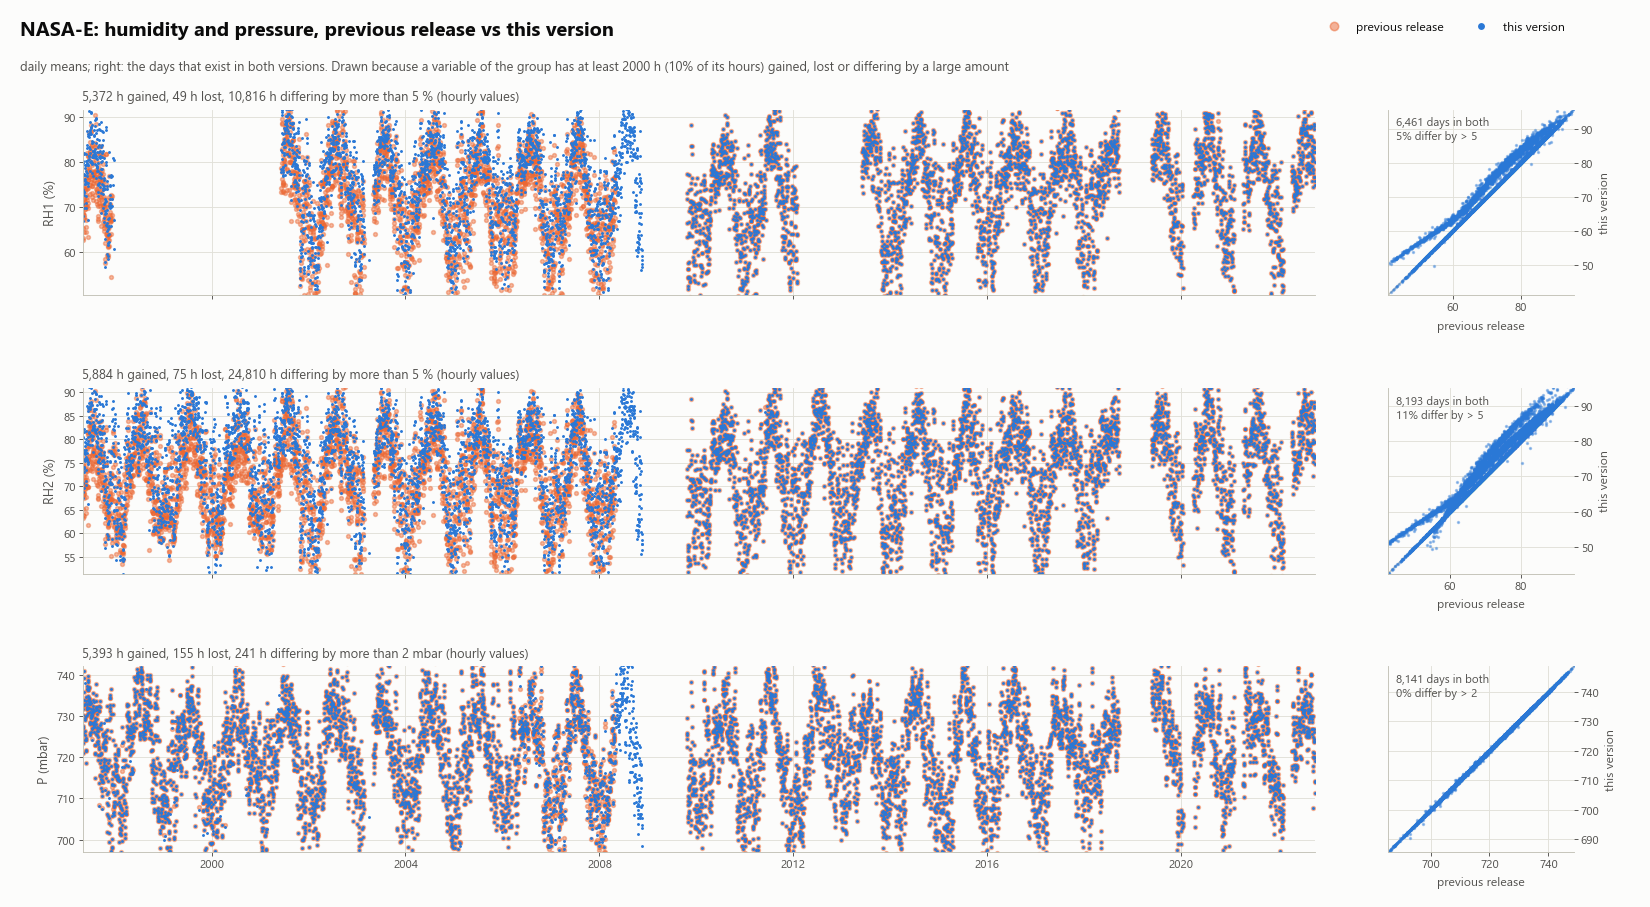 NASA-E: humidity and pressure, previous release vs this version
previous release
this version
daily means; right: the days that exist in both versions. Drawn because a variable of the group has at least 2000 h (10% of its hours) gained, lost or differing by a large amount
5,372 h gained, 49 h lost, 10,816 h differing by more than 5 % (hourly values)
RH1 (%)
90
80
70
60
6,461 days in both
5% differ by > 5
90
80
70
60
50
this version
60 80
previous release
5,884 h gained, 75 h lost, 24,810 h differing by more than 5 % (hourly values)
RH2 (%)
90
85
80
75
70
65
60
55
8,193 days in both
11% differ by > 5
90
80
70
60
50
this version
60 80
previous release
5,393 h gained, 155 h lost, 241 h differing by more than 2 mbar (hourly values)
P (mbar)
740
730
720
710
700
2000 2004 2008 2012 2016 2020
8,141 days in both
0% differ by > 2
740
730
720
710
700
690
this version
700 720 740
previous release